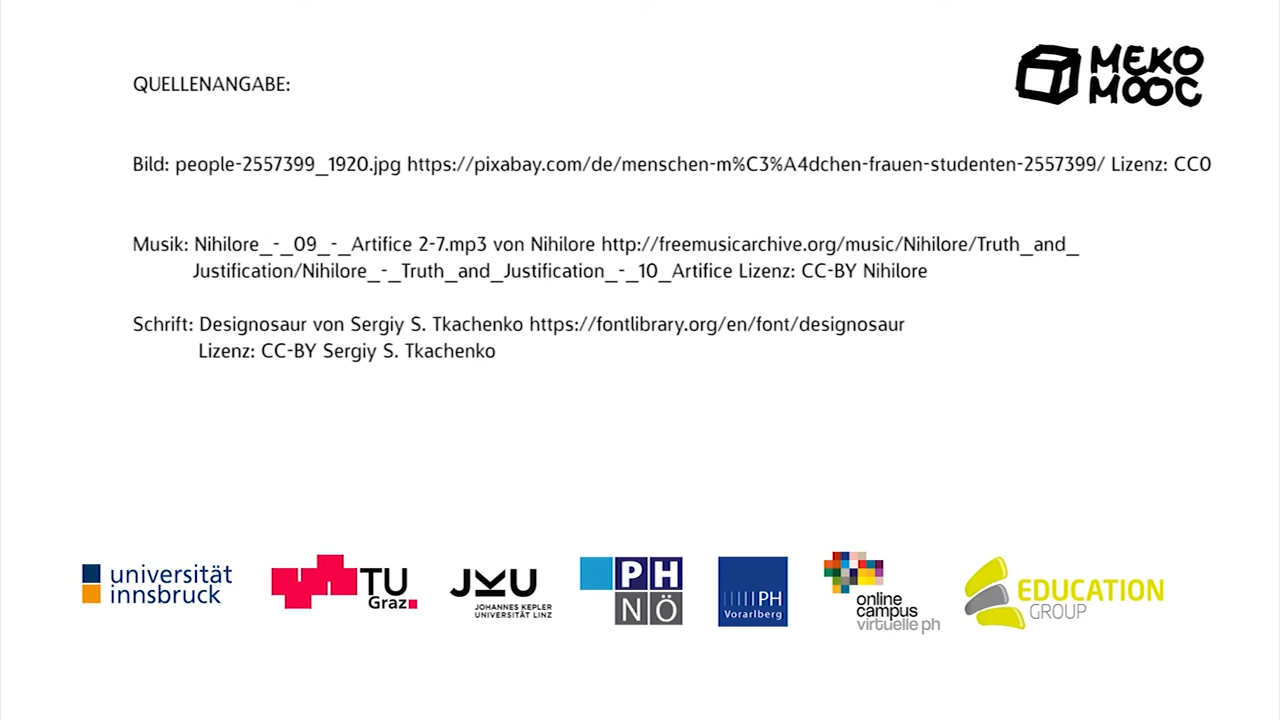 MEKO
MOOC
QUELLENANGABE:
Bild: people-2557399_1920.jpg https://pixabay.com/de/menschen-m%C3%A4dchen-frauen-studenten-2557399/ Lizenz: CC0
Musik: Nihilore_-_09_-_Artifice 2-7.mp3 von Nihilore http://freemusicarchive.org/music/Nihilore/Truth_and_
Justification/Nihilore_-_Truth_and_Justification_-_10_Artifice Lizenz: CC-BY Nihilore
Schrift: Designosaur von Sergiy S. Tkachenko https://fontlibrary.org/en/font/designosaur
Lizenz: CC-BY Sergiy S. Tkachenko
universität
innsbruck
TU
Graz
JKU
JOHANNES KEPLER
UNIVERSITÄT LINZ
PH
NÖ
PH
Vorarlberg
online
campus
virtuelle ph
EDUCATION
GROUP